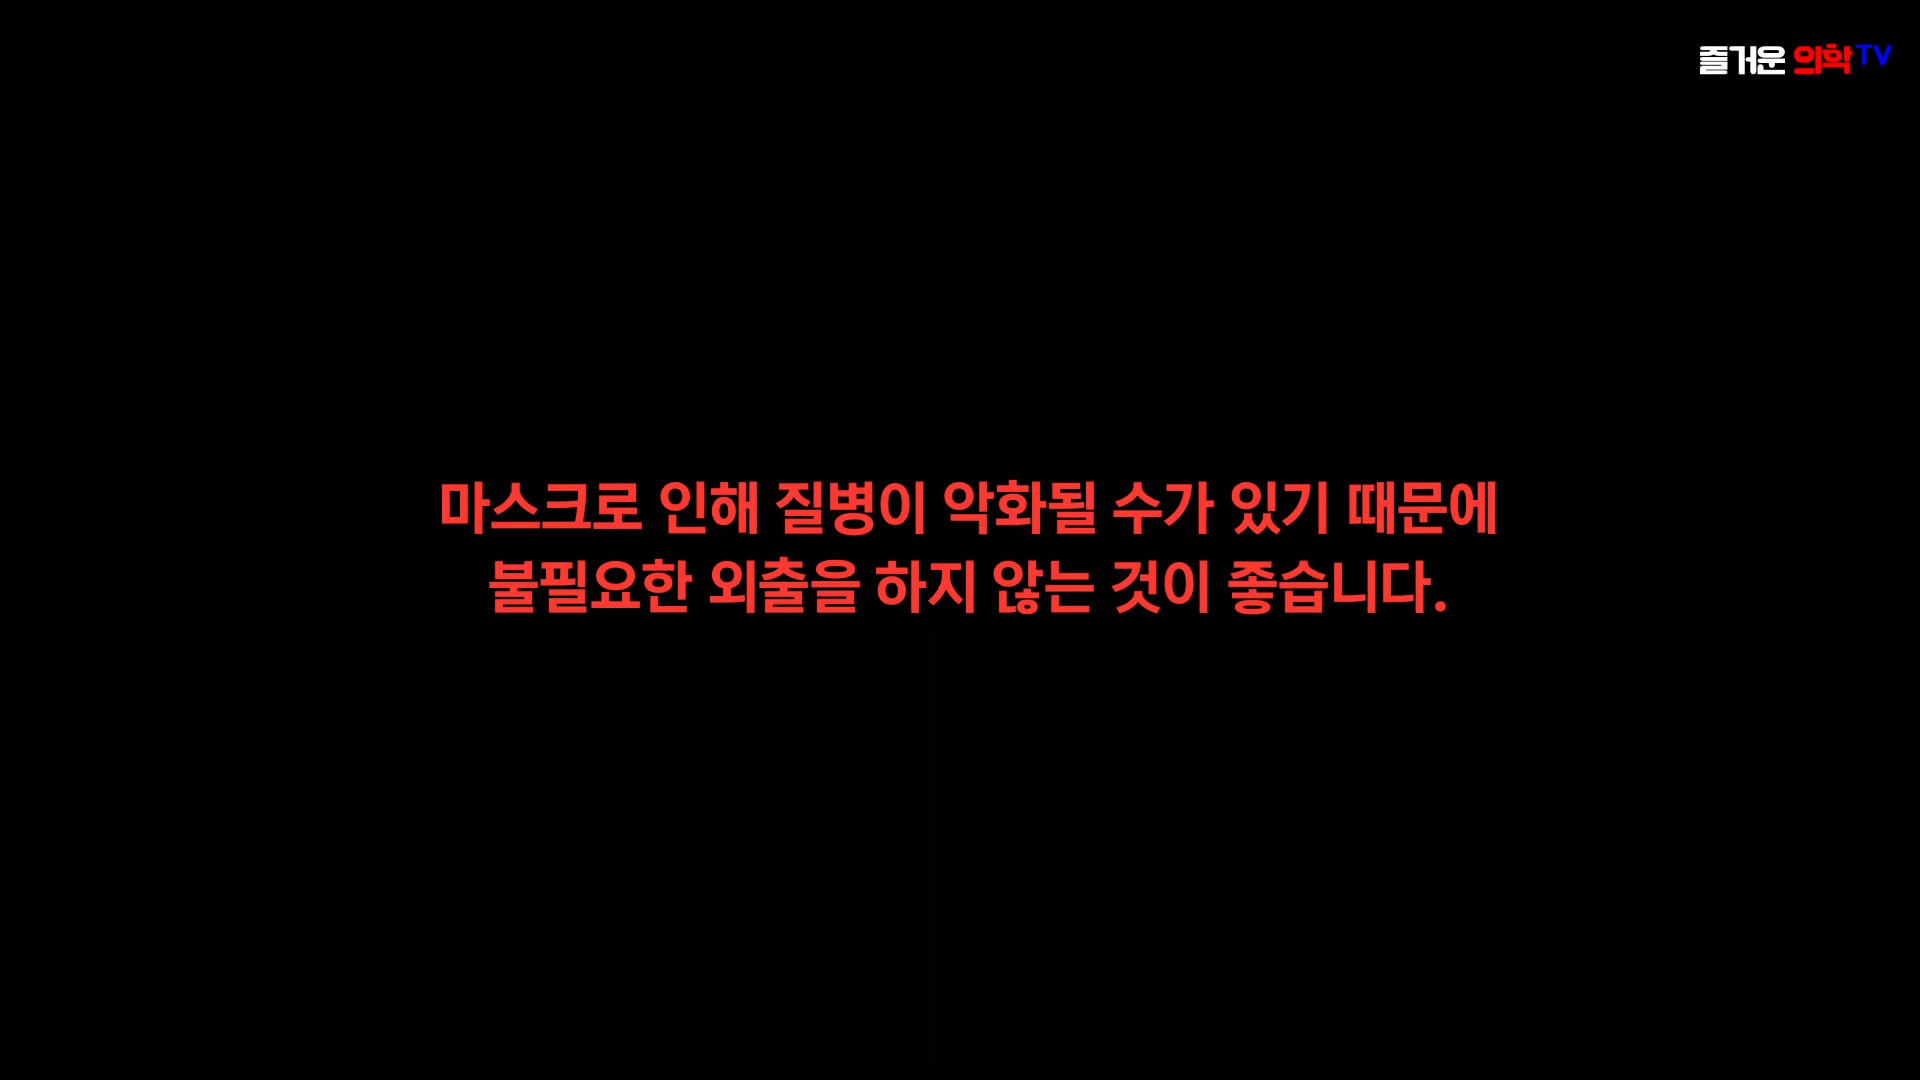 즐거운 의학TV
마스크로 인해 질병이 악화될 수가 있기 때문에
불필요한 외출을 하지 않는 것이 좋습니다.